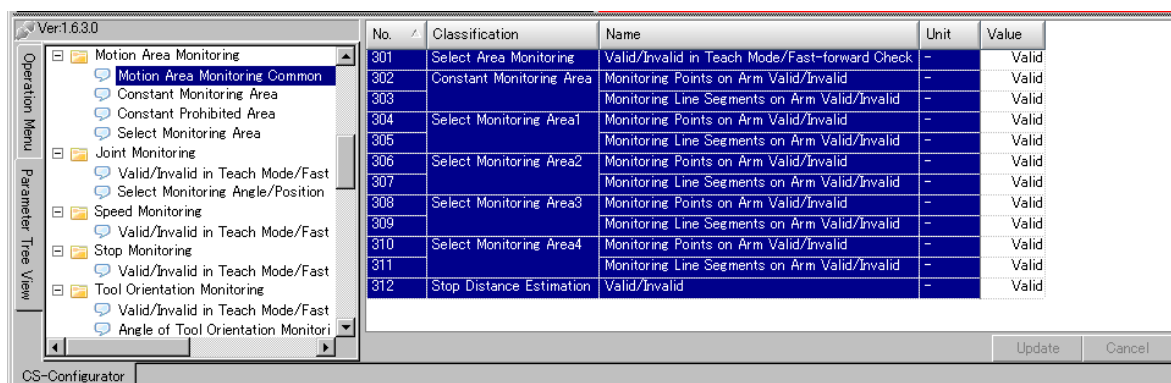 Ver:1.6.3.0
Operation Menu
Parameter Tree View
Motion Area Monitoring
Motion Area Monitoring Common
Constant Monitoring Area
Constant Prohibited Area
Select Monitoring Area
Joint Monitoring
Valid/Invalid in Teach Mode/Fast
Select Monitoring Angle/Position
Speed Monitoring
Valid/Invalid in Teach Mode/Fast
Stop Monitoring
Valid/Invalid in Teach Mode/Fast
Tool Orientation Monitoring
Valid/Invalid in Teach Mode/Fast
Angle of Tool Orientation Monitori
No. Classification Name Unit Value
301 Select Area Monitoring Valid/Invalid in Teach Mode/Fast-forward Check - Valid
302 Constant Monitoring Area Monitoring Points on Arm Valid/Invalid - Valid
303 Monitoring Line Segments on Arm Valid/Invalid - Valid
304 Select Monitoring Area1 Monitoring Points on Arm Valid/Invalid - Valid
305 Monitoring Line Segments on Arm Valid/Invalid - Valid
306 Select Monitoring Area2 Monitoring Points on Arm Valid/Invalid - Valid
307 Monitoring Line Segments on Arm Valid/Invalid - Valid
308 Select Monitoring Area3 Monitoring Points on Arm Valid/Invalid - Valid
309 Monitoring Line Segments on Arm Valid/Invalid - Valid
310 Select Monitoring Area4 Monitoring Points on Arm Valid/Invalid - Valid
311 Monitoring Line Segments on Arm Valid/Invalid - Valid
312 Stop Distance Estimation Valid/Invalid - Valid
Update Cancel
CS-Configurator